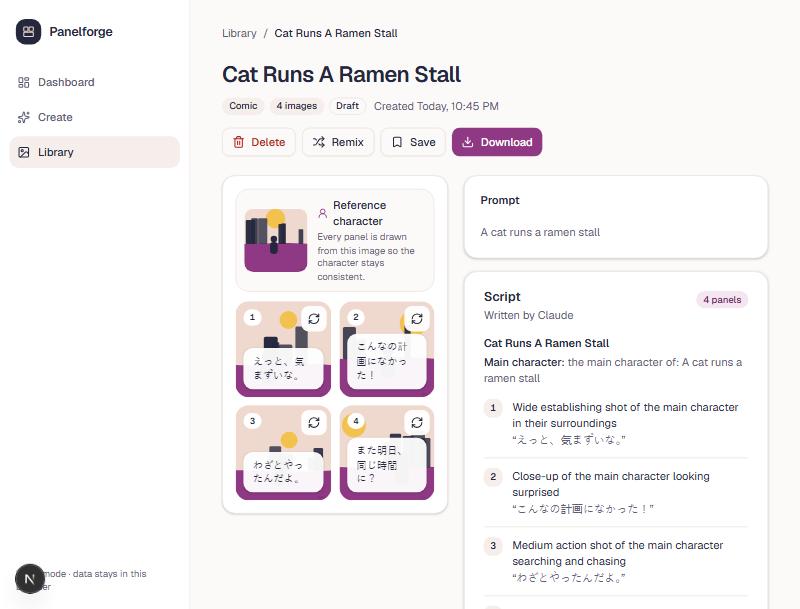 Panelforge
Dashboard
Create
Library
mode · data stays in this
Library / Cat Runs A Ramen Stall
Cat Runs A Ramen Stall
Comic 4 images Draft Created Today, 10:45 PM
Delete Remix Save Download
Reference
character
Every panel is drawn
from this image so the
character stays
consistent.
1
えっと、気
まずいな。
2
こんなの計
画になかっ
た！
3
わざとやっ
たんだよ。
4
また明日、
同じ時間
に？
Prompt
A cat runs a ramen stall
Script
4 panels
Written by Claude
Cat Runs A Ramen Stall
Main character: the main character of: A cat runs a
ramen stall
1 Wide establishing shot of the main character
in their surroundings
“えっと、気まずいな。”
2 Close-up of the main character looking
surprised
“こんなの計画になかった！”
3 Medium action shot of the main character
searching and chasing
“わざとやったんだよ。”
N